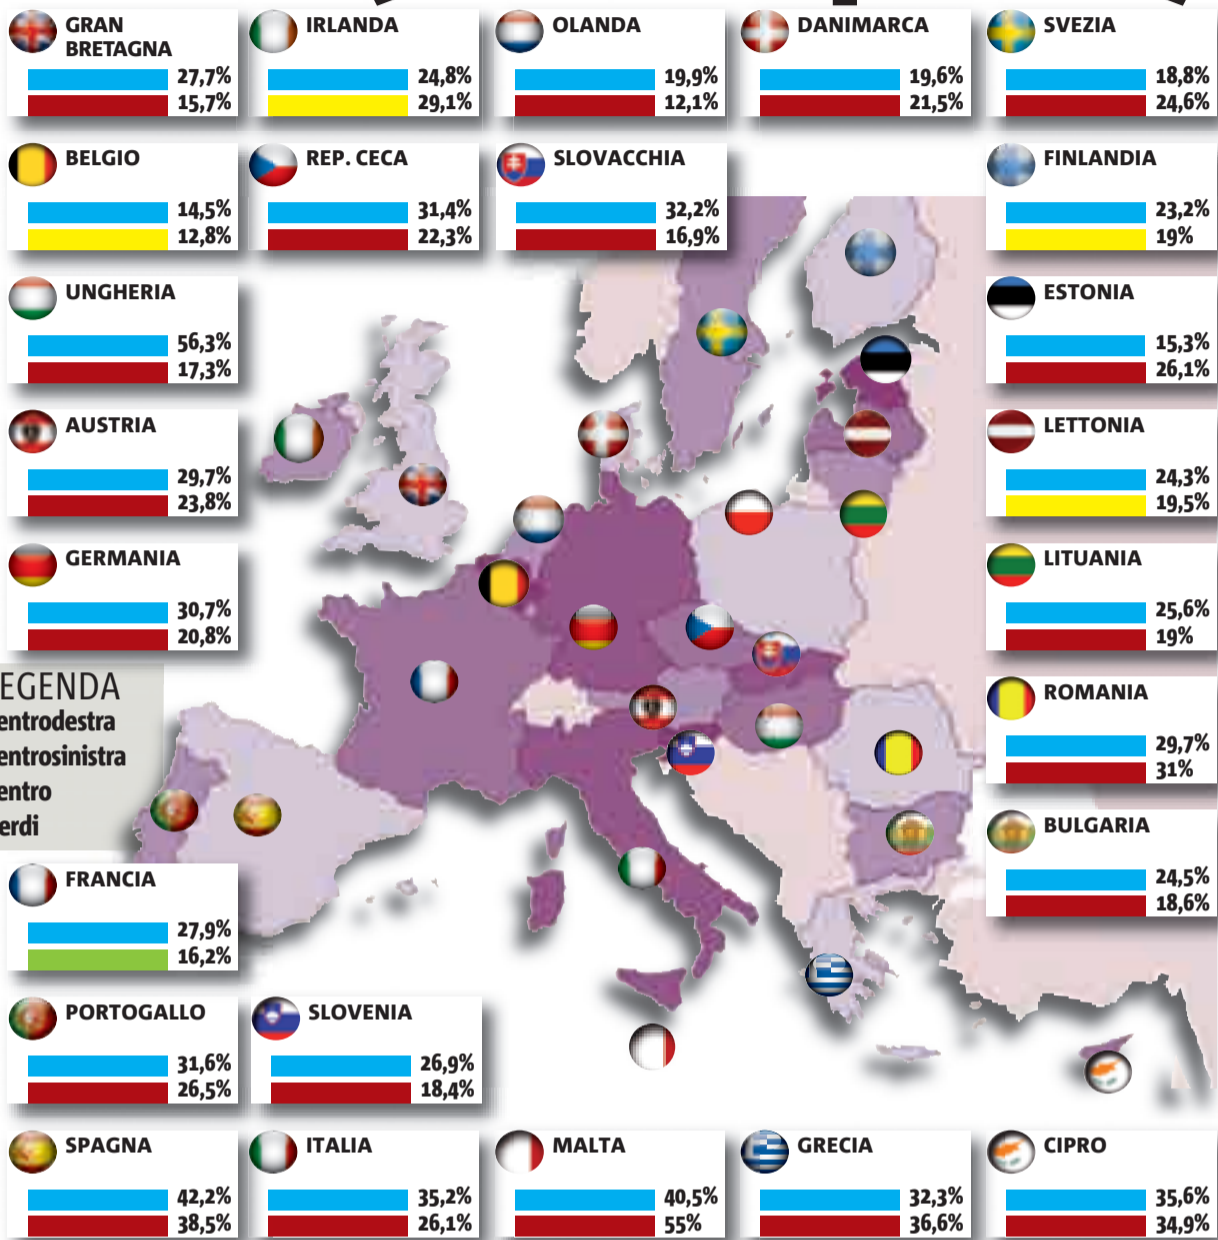 GRAN
BRETAGNA
27,7%
15,7%
IRLANDA
24,8%
29,1%
OLANDA
19,9%
12,1%
DANIMARCA
19,6%
21,5%
SVEZIA
18,8%
24,6%
BELGIO
14,5%
12,8%
REP. CECA
31,4%
22,3%
SLOVACCHIA
32,2%
16,9%
FINLANDIA
23,2%
19%
UNGHERIA
56,3%
17,3%
ESTONIA
15,3%
26,1%
AUSTRIA
29,7%
23,8%
LETTONIA
24,3%
19,5%
GERMANIA
30,7%
20,8%
LITUANIA
25,6%
19%
EGENDA
entrodestra
entrosinistra
entro
erdi
ROMANIA
29,7%
31%
BULGARIA
24,5%
18,6%
FRANCIA
27,9%
16,2%
PORTOGALLO
31,6%
26,5%
SLOVENIA
26,9%
18,4%
SPAGNA
42,2%
38,5%
ITALIA
35,2%
26,1%
MALTA
40,5%
55%
GRECIA
32,3%
36,6%
CIPRO
35,6%
34,9%